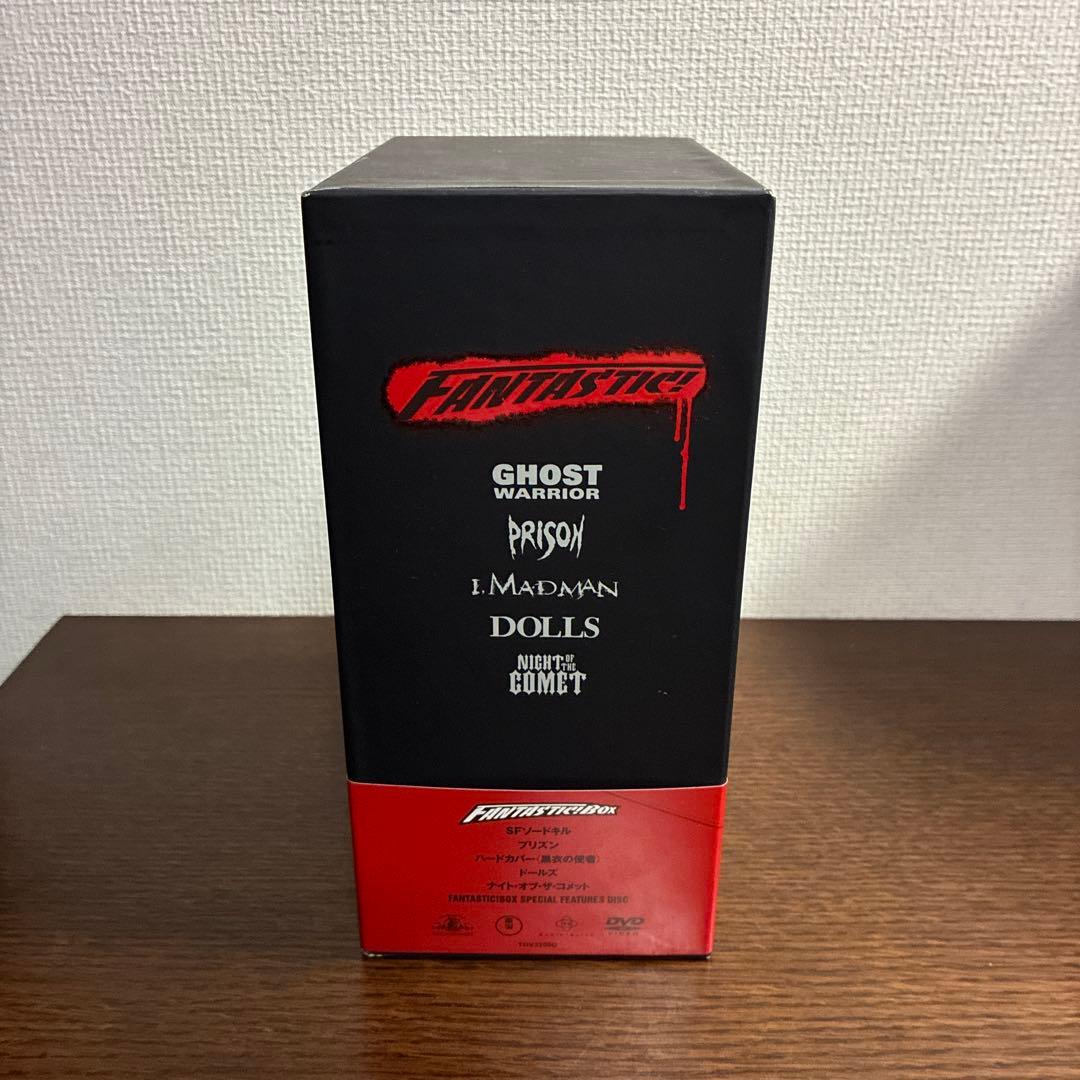 FANTASTIC!
GHOST
WARRIOR
PRISON
I, MADMAN
DOLLS
NIGHT OF THE
COMET
FANTASTIC!BOX
SFソードキル
プリズン
ハードカバー〈黒衣の使者〉
ドールズ
ナイト・オブ・ザ・コメット
FANTASTIC!BOX SPECIAL FEATURES DISC
DVD
VIDEO